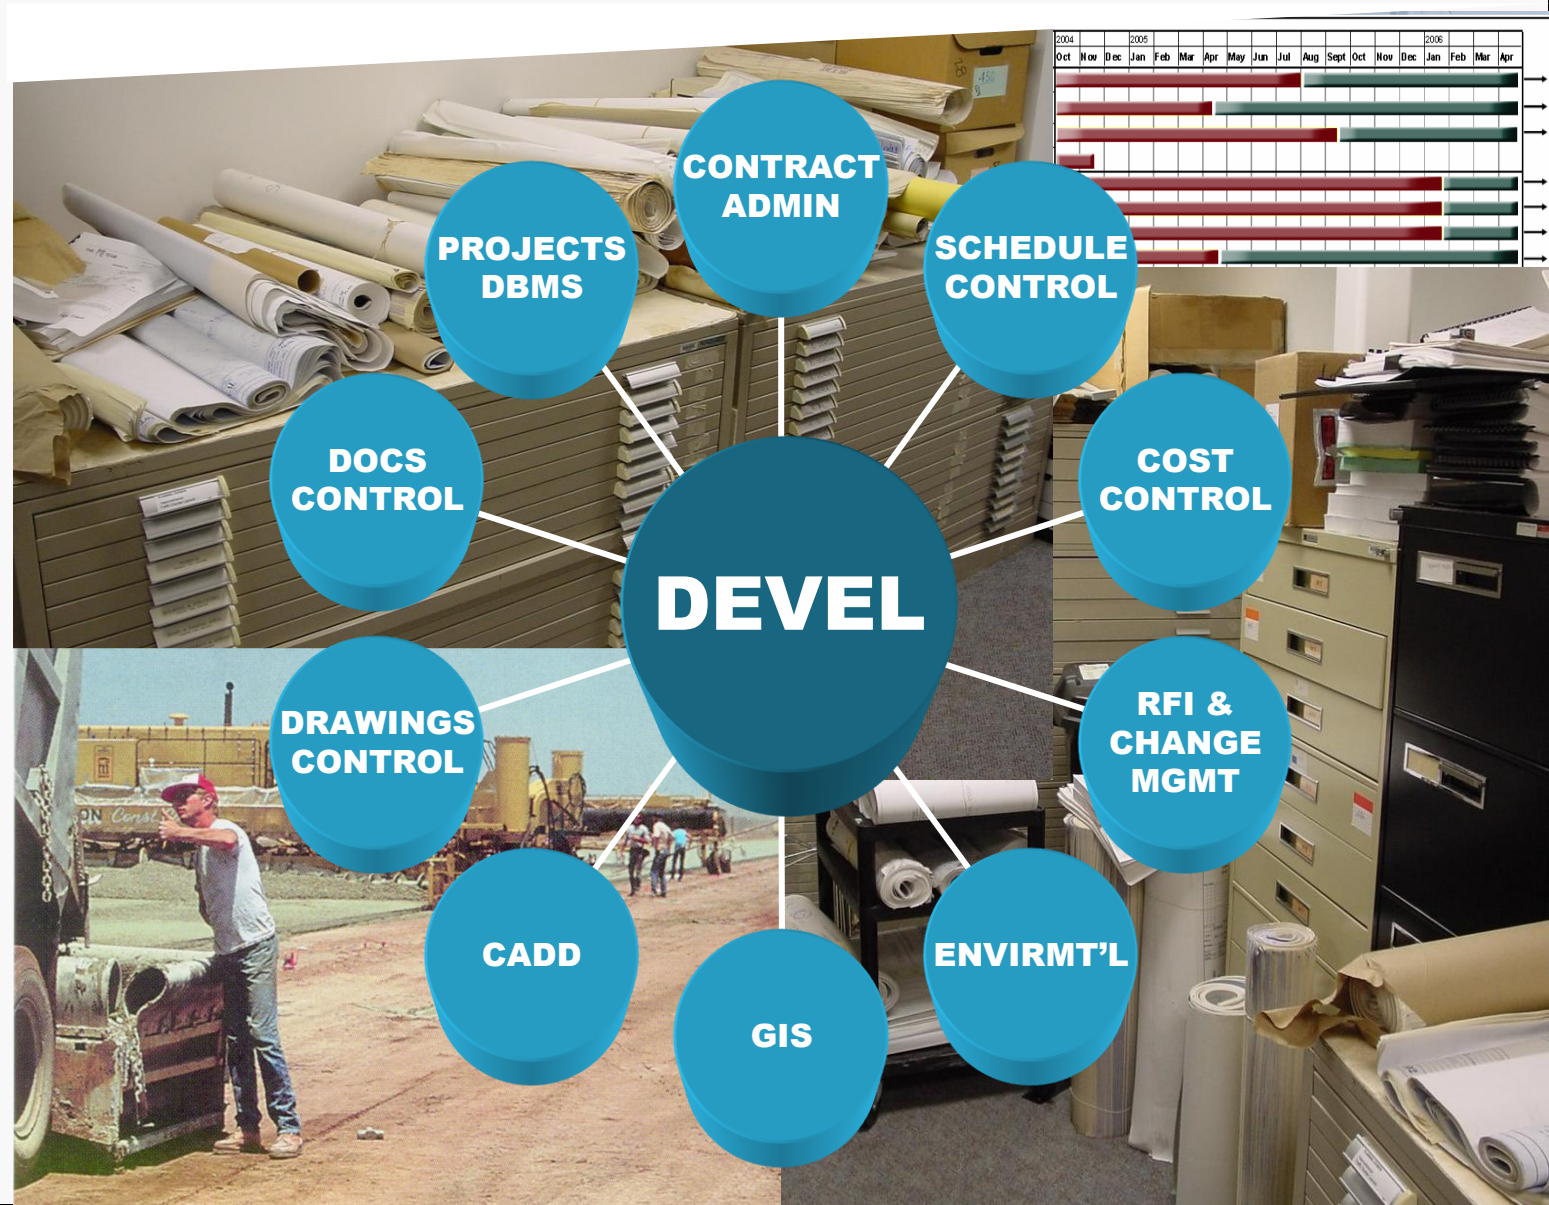 2004 2005 2006
Oct Nov Dec Jan Feb Mar Apr May Jun Jul Aug Sept Oct Nov Dec Jan Feb Mar Apr
CONTRACT
ADMIN
PROJECTS
DBMS
SCHEDULE
CONTROL
DOCS
CONTROL
COST
CONTROL
DEVEL
DRAWINGS
CONTROL
RFI &
CHANGE
MGMT
CADD
ENVIRMT’L
GIS